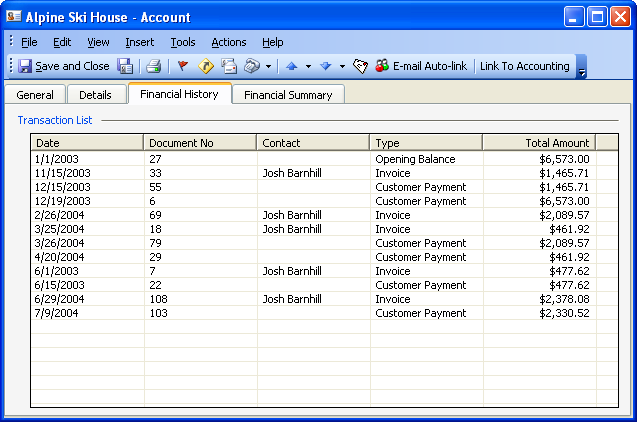 Alpine Ski House - Account
File Edit View Insert Tools Actions Help
Save and Close E-mail Auto-link Link To Accounting
General Details Financial History Financial Summary
Transaction List
Date Document No Contact Type Total Amount
1/1/2003 27 Opening Balance $6,573.00
11/15/2003 33 Josh Barnhill Invoice $1,465.71
12/15/2003 55 Customer Payment $1,465.71
12/19/2003 6 Customer Payment $6,573.00
2/26/2004 69 Josh Barnhill Invoice $2,089.57
3/25/2004 18 Josh Barnhill Invoice $461.92
3/26/2004 79 Customer Payment $2,089.57
4/20/2004 29 Customer Payment $461.92
6/1/2003 7 Josh Barnhill Invoice $477.62
6/15/2003 22 Customer Payment $477.62
6/29/2004 108 Josh Barnhill Invoice $2,378.08
7/9/2004 103 Customer Payment $2,330.52